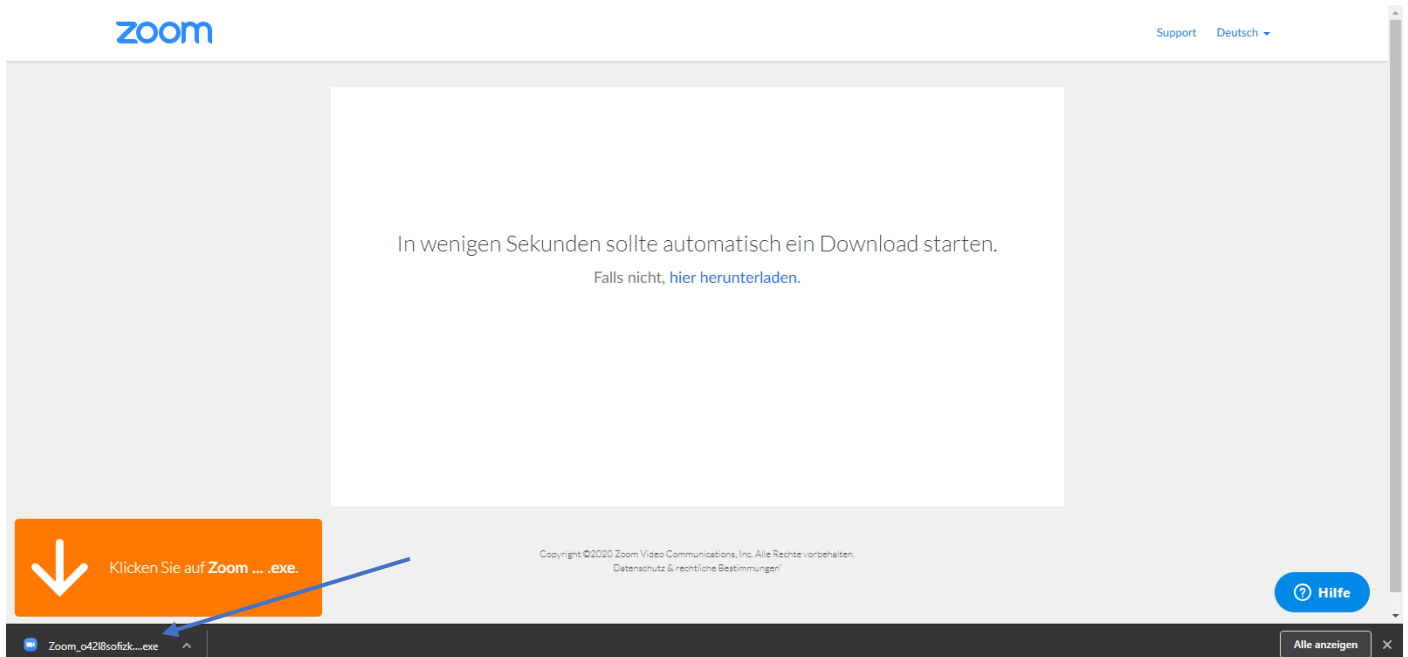 zoom
Support Deutsch
In wenigen Sekunden sollte automatisch ein Download starten.
Falls nicht, hier herunterladen.
Klicken Sie auf Zoom ... .exe.
Copyright ©2020 Zoom Video Communications, Inc. Alle Rechte vorbehalten.
Datenschutz & rechtliche Bestimmungen
Hilfe
Zoom_o42l8sofizk....exe
Alle anzeigen